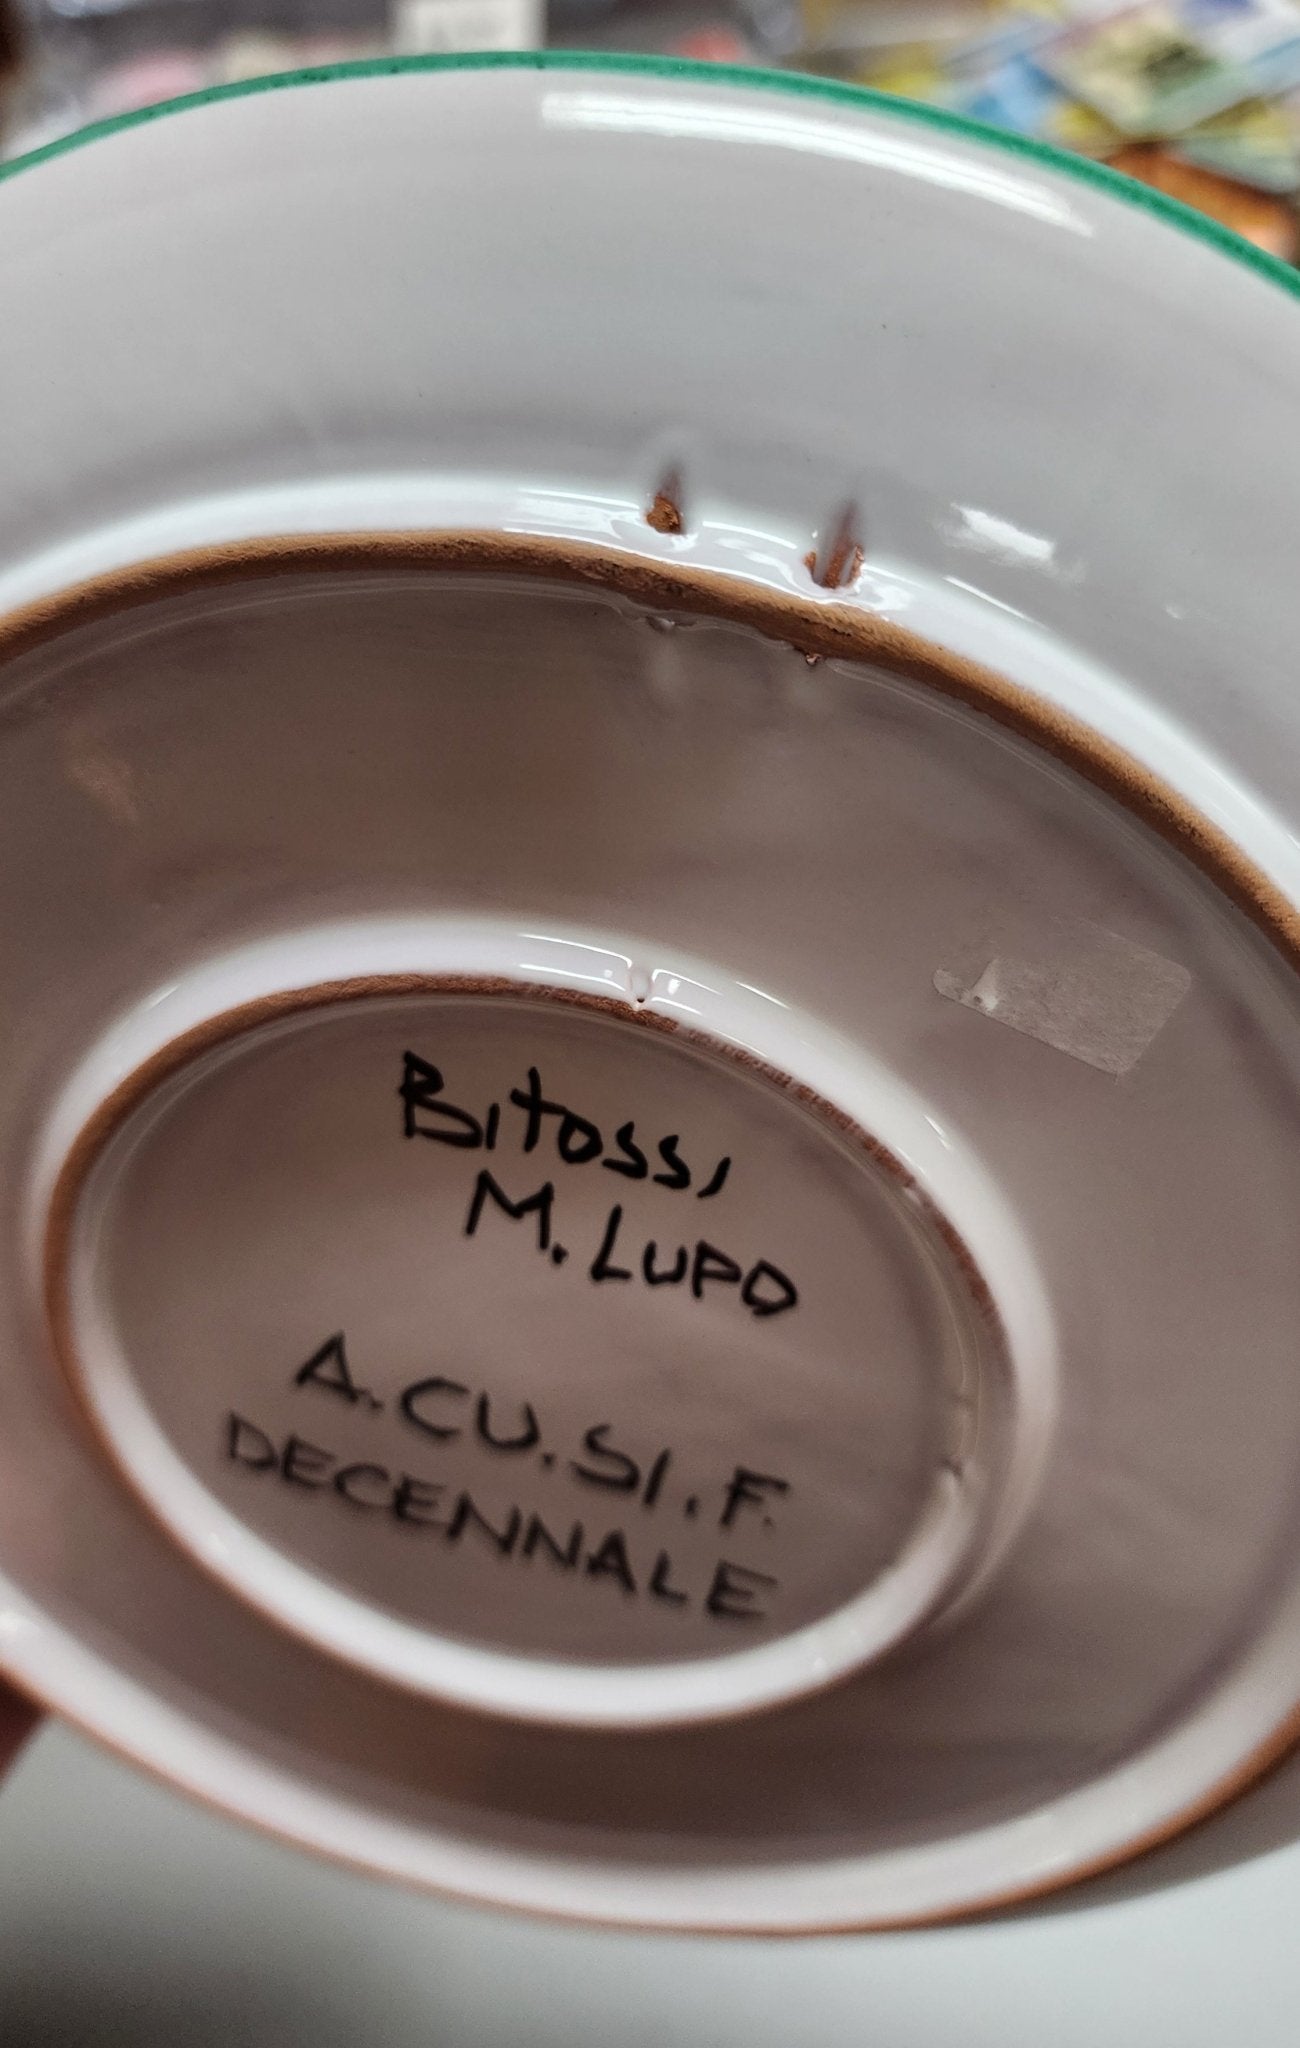 Bitossi
M. LUPO
A.CU.SI.F.
DECENNALE